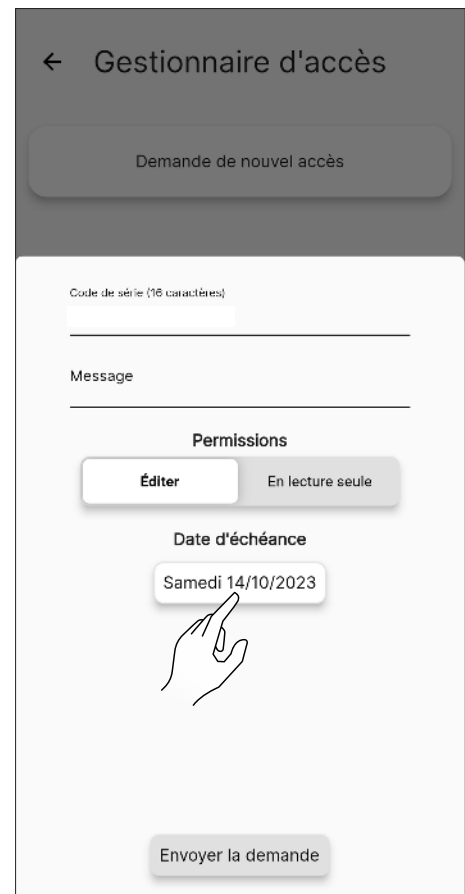 Gestionnaire d'accès
Demande de nouvel accès
Code de série (16 caractères)
Message
Permissions
Éditer
En lecture seule
Date d'échéance
Samedi 14/10/2023
Envoyer la demande